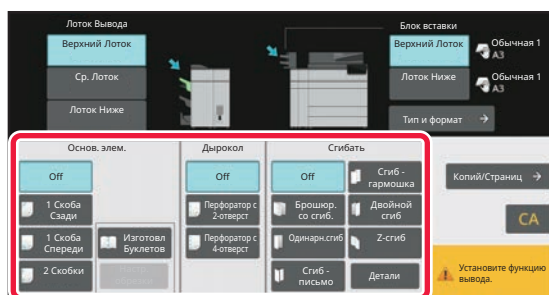 Лоток Вывода
Верхний Лоток
Ср. Лоток
Лоток Ниже
Блок вставки
Верхний Лоток
Обычная 1
A3
Лоток Ниже
Обычная 1
A3
Тип и формат
Основ. элем.
Off
1 Скоба
Сзади
1 Скоба
Спереди
2 Скобки
Изготовл
Буклетов
Дырокол
Off
Перфоратор с
2-отверст
Перфоратор с
4-отверст
Сгибать
Off
Сгиб -
гармошка
Брошюр.
со сгиб.
Двойной
сгиб
Одинарн.сгиб
Z-сгиб
Сгиб -
письмо
Детали
Копий/Страниц
CA
Установите функцию
вывода.